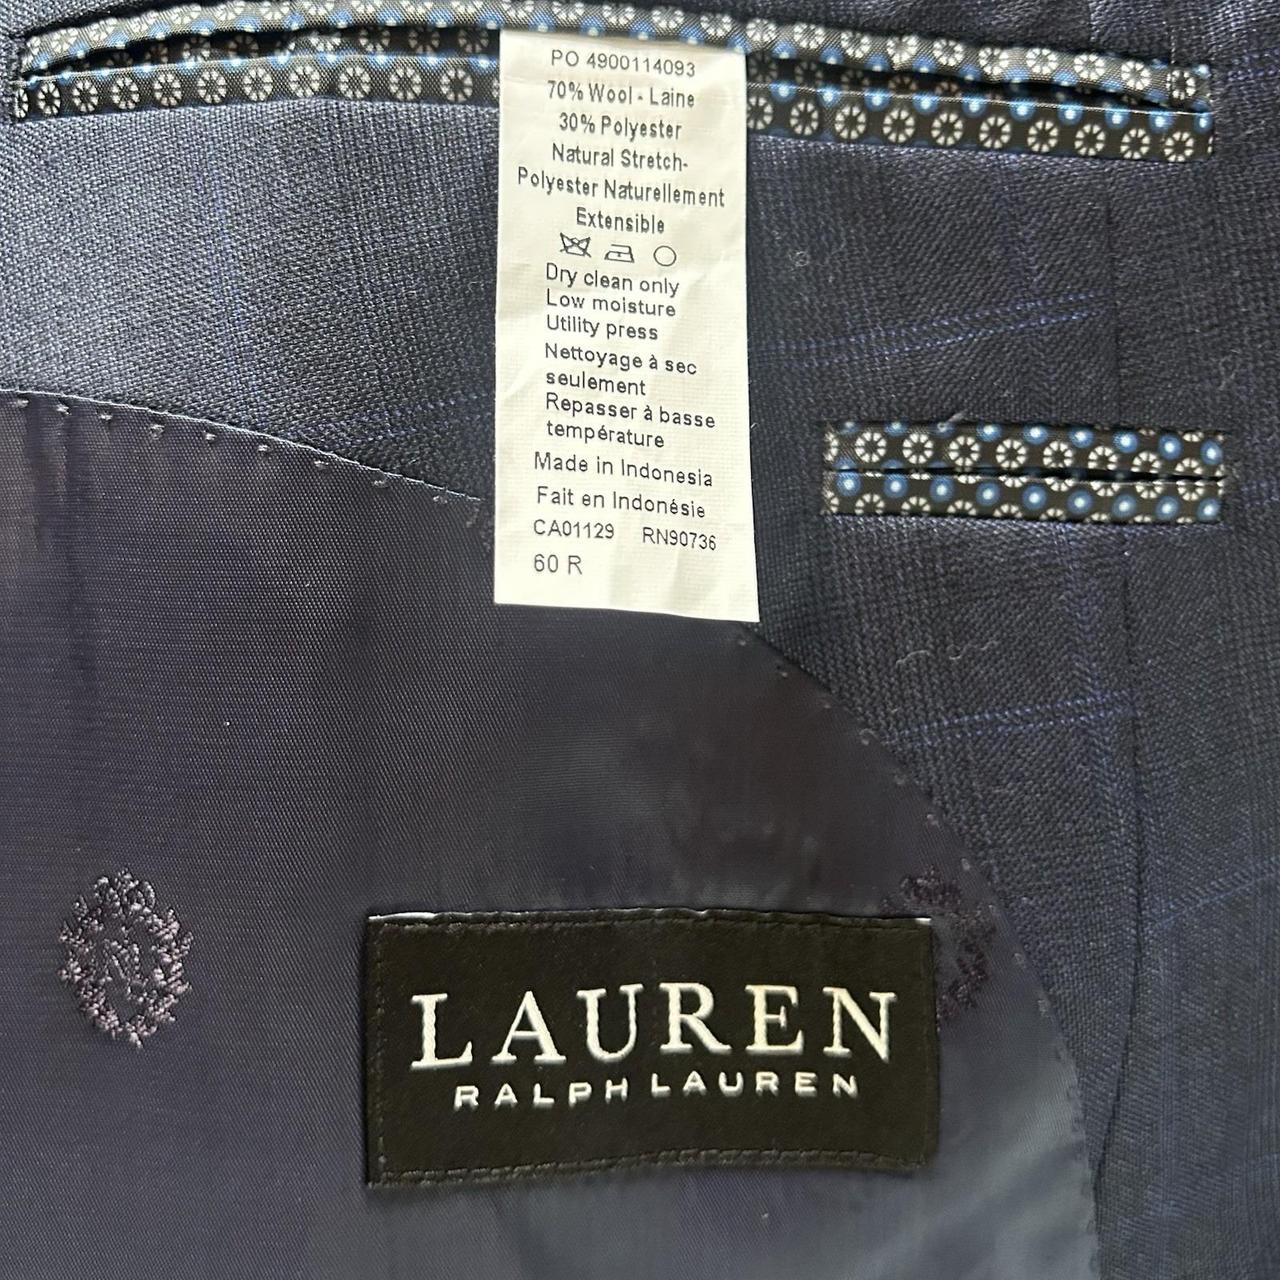 PO 4900114093
70% Wool - Laine
30% Polyester
Natural Stretch-
Polyester Naturellement
Extensible
Dry clean only
Low moisture
Utility press
Nettoyage à sec
seulement
Repasser à basse
température
Made in Indonesia
Fait en Indonésie
CA01129 RN90736
60 R
LAUREN
RALPH LAUREN